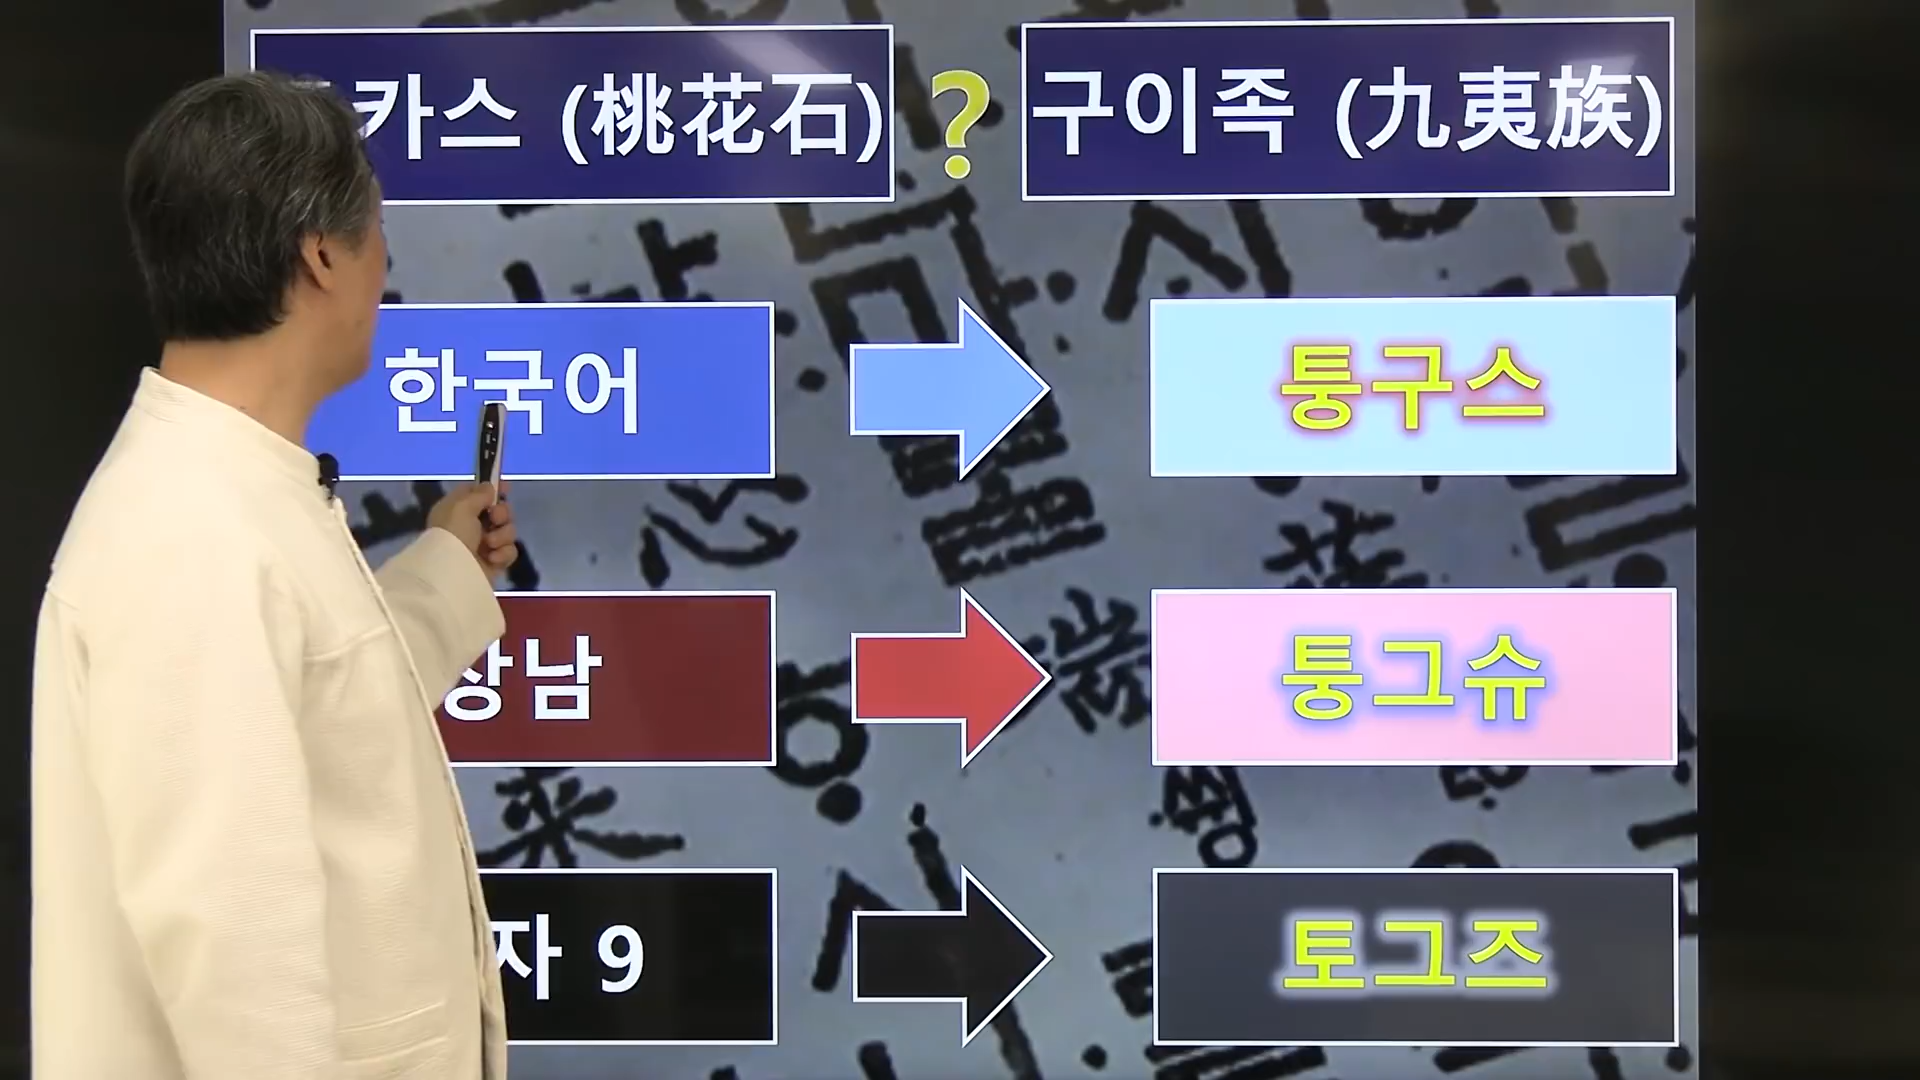 카스 (桃花石) ? 구이족 (九夷族)
한국어 퉁구스
상남 퉁그슈
자 9 토그즈